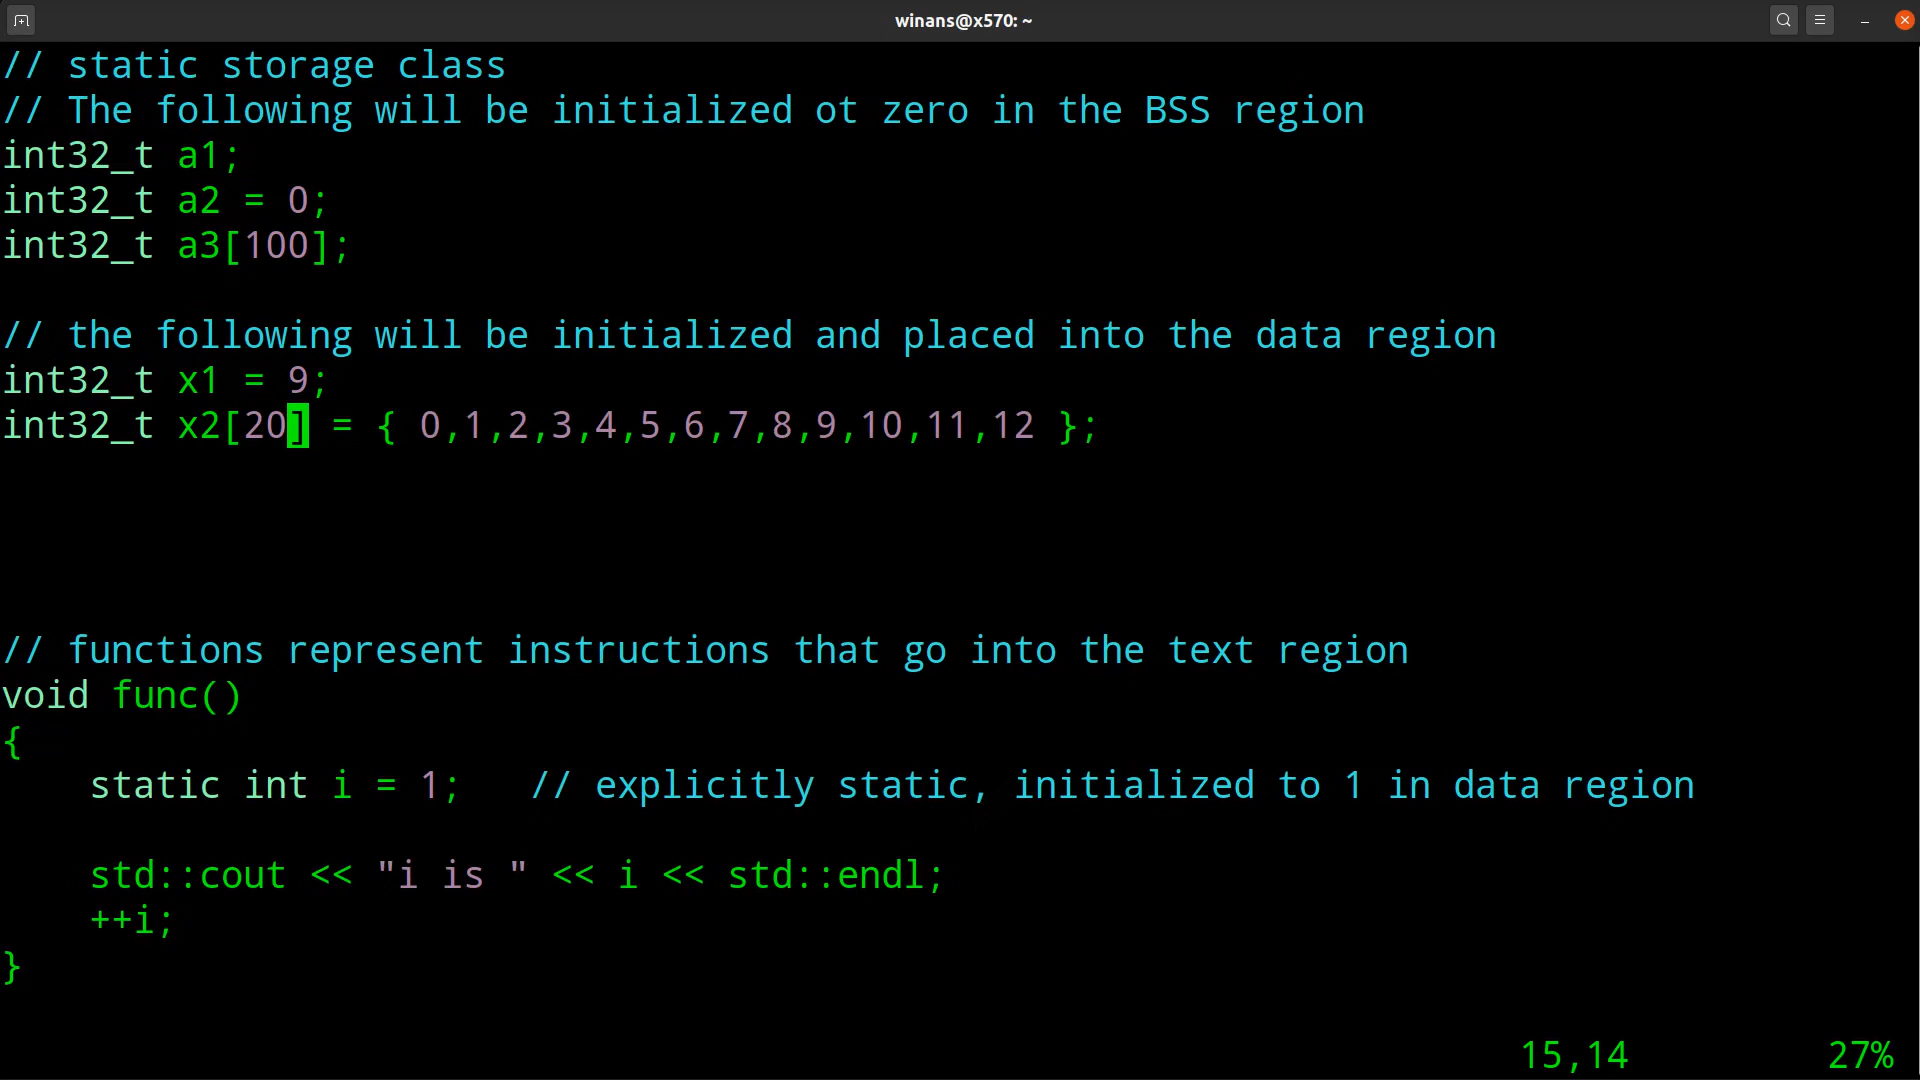 winans@x570: ~
// static storage class
// The following will be initialized ot zero in the BSS region
int32_t a1;
int32_t a2 = 0;
int32_t a3[100];
// the following will be initialized and placed into the data region
int32_t x1 = 9;
int32_t x2[20] = { 0,1,2,3,4,5,6,7,8,9,10,11,12 };
// functions represent instructions that go into the text region
void func()
{
    static int i = 1;   // explicitly static, initialized to 1 in data region
    std::cout << "i is " << i << std::endl;
    ++i;
}
15,14 27%